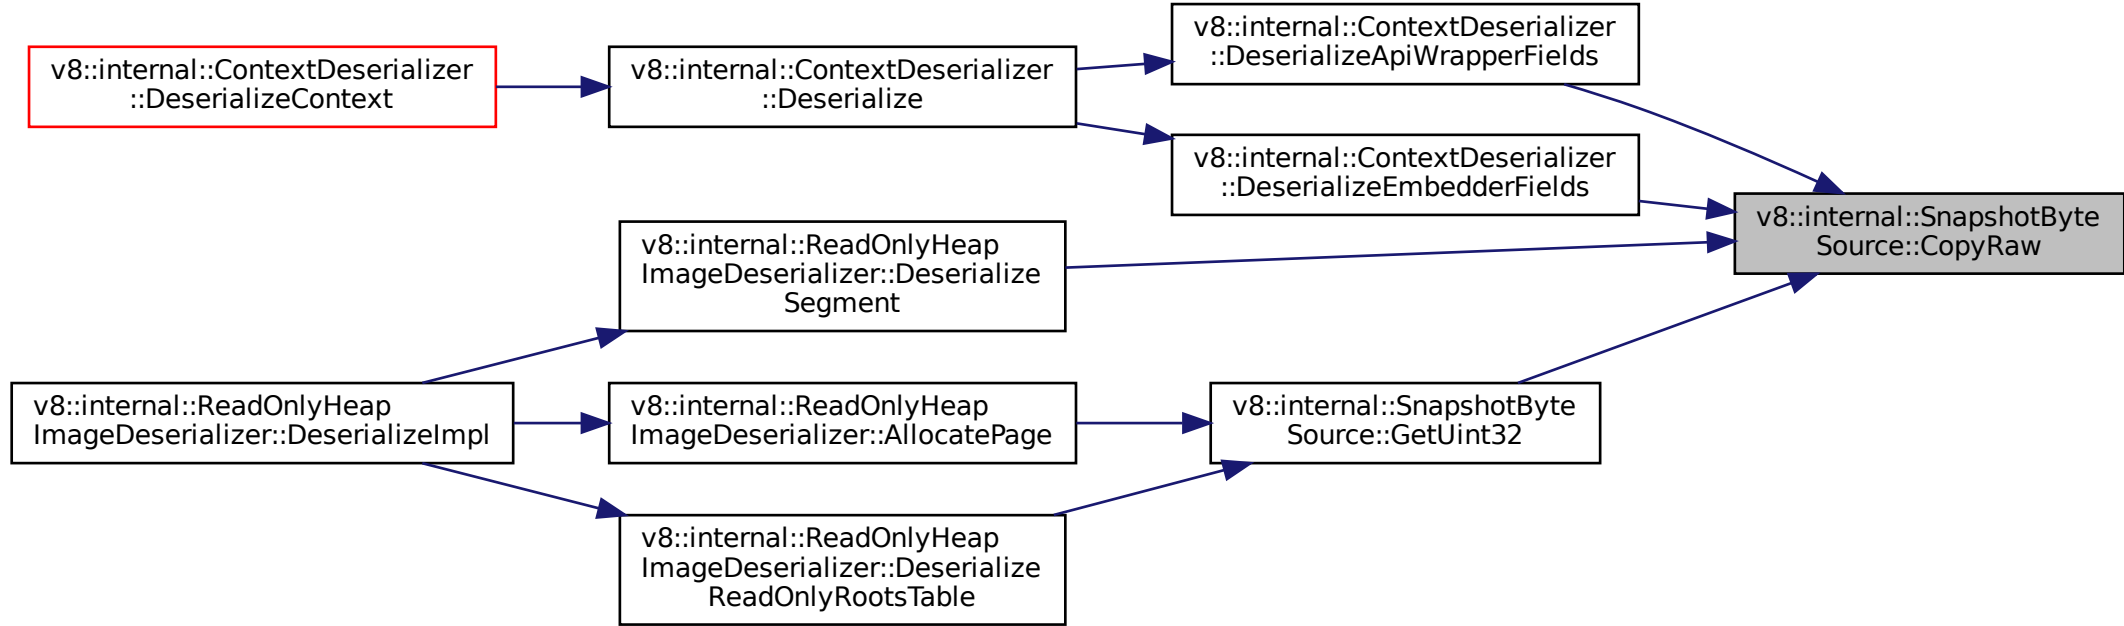 v8::internal::ContextDeserializer
::DeserializeContext
v8::internal::ContextDeserializer
::Deserialize
v8::internal::ContextDeserializer
::DeserializeApiWrapperFields
v8::internal::ContextDeserializer
::DeserializeEmbedderFields
v8::internal::SnapshotByte
Source::CopyRaw
v8::internal::ReadOnlyHeap
ImageDeserializer::Deserialize
Segment
v8::internal::ReadOnlyHeap
ImageDeserializer::DeserializeImpl
v8::internal::ReadOnlyHeap
ImageDeserializer::AllocatePage
v8::internal::SnapshotByte
Source::GetUint32
v8::internal::ReadOnlyHeap
ImageDeserializer::Deserialize
ReadOnlyRootsTable